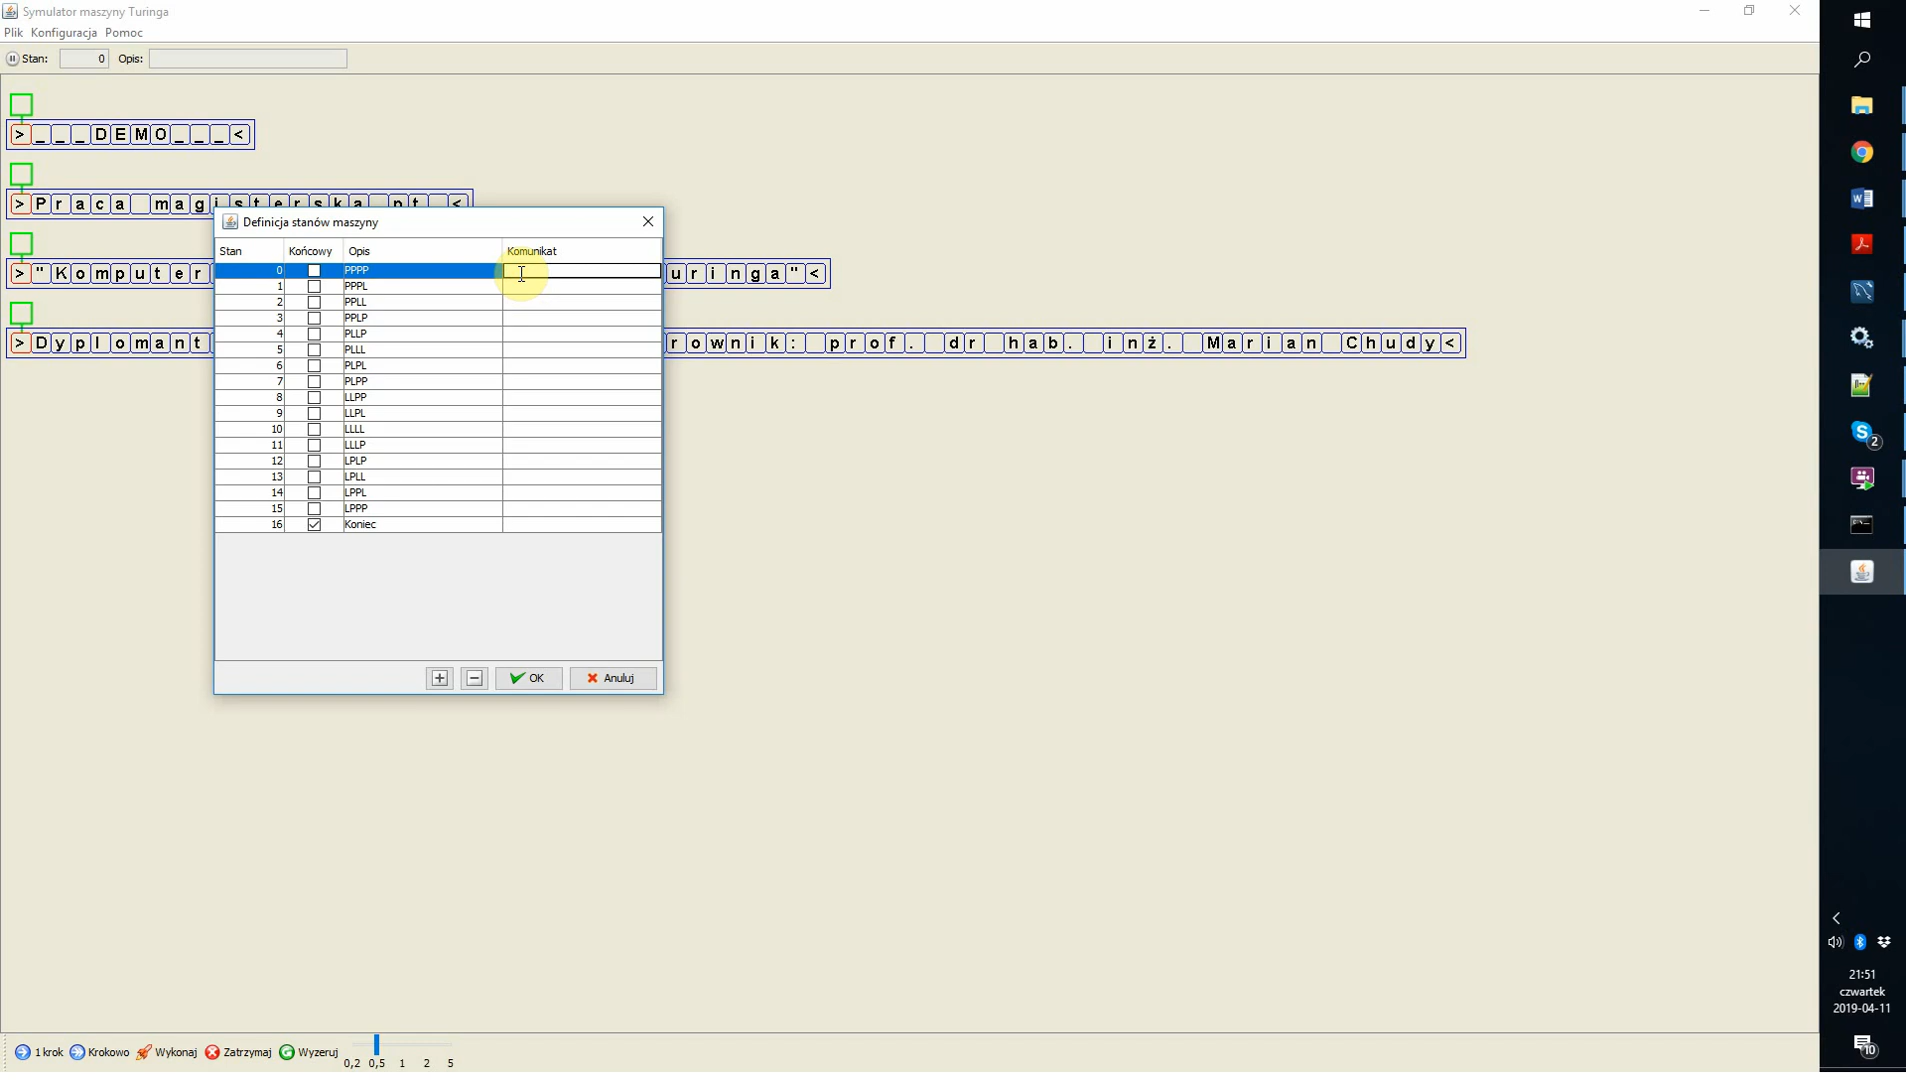 Symulator maszyny Turinga
Plik Konfiguracja Pomoc
Stan: 0 Opis:
>___DEMO___<
>Praca magisterska pt <
>"Komputer uringa"<
>Dyplomant rownik: prof. dr hab. inż. Marian Chudy<
Definicja stanów maszyny
Stan Końcowy Opis Komunikat
0 PPPP
1 PPPL
2 PPLL
3 PPLP
4 PLLP
5 PLLL
6 PLPL
7 PLPP
8 LLPP
9 LLPL
10 LLLL
11 LLLP
12 LPLP
13 LPLL
14 LPPL
15 LPPP
16 Koniec
OK Anuluj
1 krok Krokowo Wykonaj Zatrzymaj Wyzeruj
0,2 0,5 1 2 5
2
21:51
czwartek
2019-04-11
10